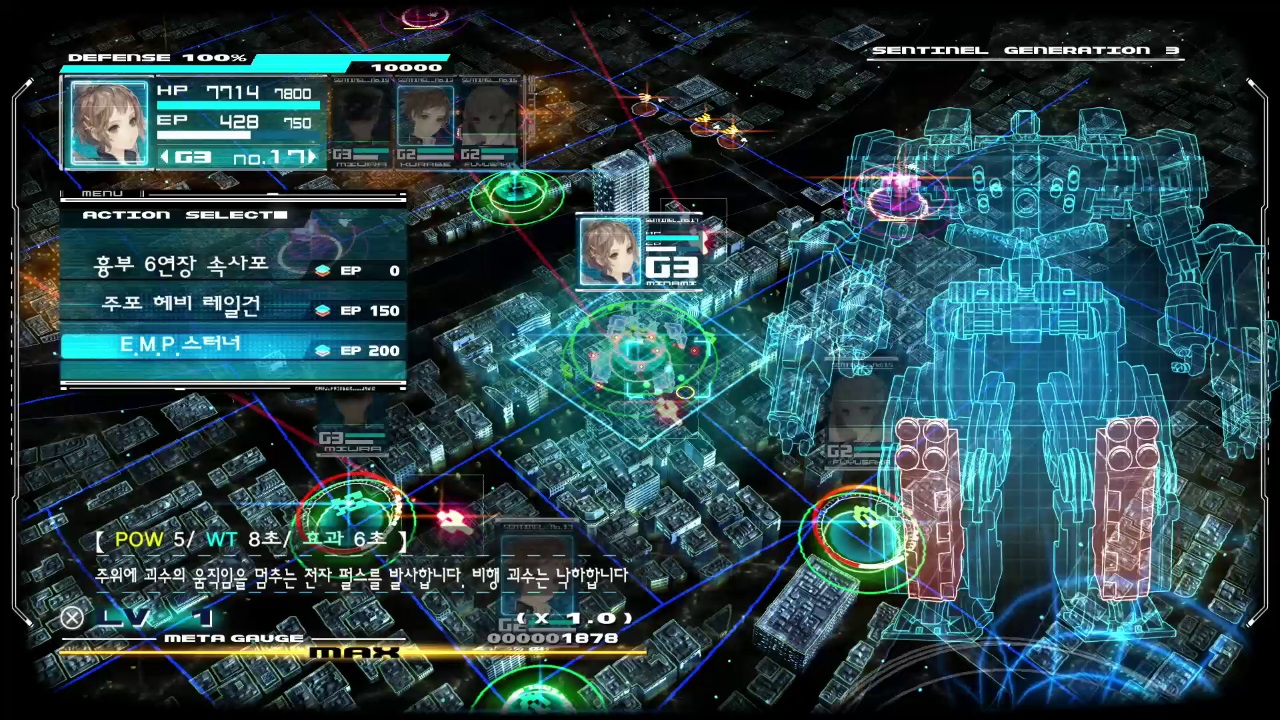 DEFENSE 100%
10000
SENTINEL GENERATION 3
HP 7714 7800
EP 428 750
G3 no.17
G3 MIURA
G2 KURABE
G2 FUYUSAKA
MENU
ACTION SELECT
흉부 6연장 속사포 EP 0
주포 헤비 레일건 EP 150
E.M.P.스터너 EP 200
G3
MINAMI
G3
MIURA
G2
FUYUSAKA
【 POW 5/ WT 8초/ 효과 6초 】
주위에 괴수의 움직임을 멈추는 전자 펄스를 발사합니다. 비행 괴수는 낙하합니다
LV 1
(x 1.0)
META GAUGE
000001878
MAX